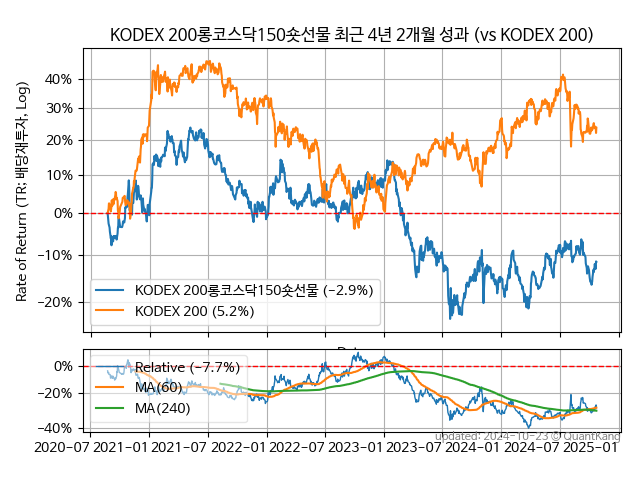 KODEX 200롱코스닥150숏선물 최근 4년 2개월 성과 (vs KODEX 200)
Rate of Return (TR: 배당재투자, Log)
40%
30%
20%
10%
0%
−10%
−20%
KODEX 200롱코스닥150숏선물 (−2.9%)
KODEX 200 (5.2%)
0%
−20%
−40%
Relative (−7.7%)
MA(60)
MA(240)
updated: 2024-10-23 © QuantKang
2020-07 2021-01 2021-07 2022-01 2022-07 2023-01 2023-07 2024-01 2024-07 2025-01